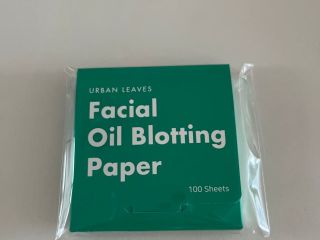 URBAN LEAVES
Facial
Oil Blotting
Paper
100 Sheets